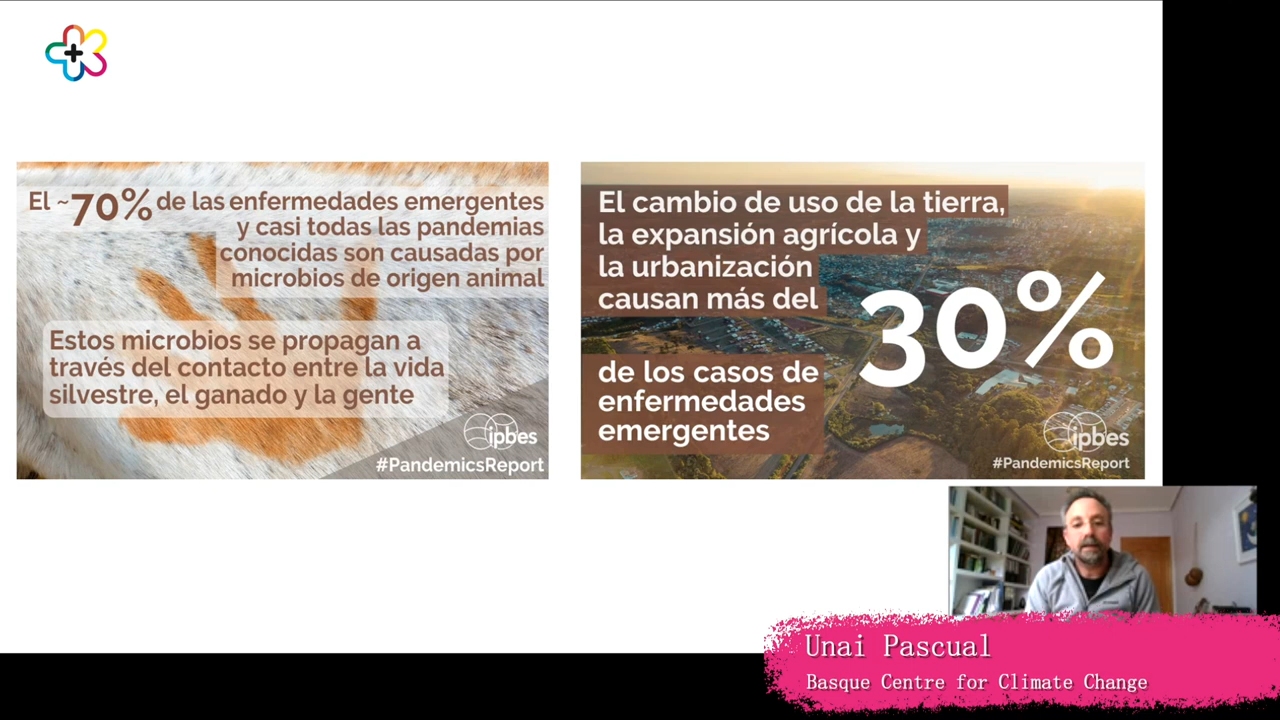 El ~70% de las enfermedades emergentes
y casi todas las pandemias
conocidas son causadas por
microbios de origen animal
Estos microbios se propagan a
través del contacto entre la vida
silvestre, el ganado y la gente
ipbes
#PandemicsReport
El cambio de uso de la tierra,
la expansión agrícola y
la urbanización
causan más del
30%
de los casos de
enfermedades
emergentes
ipbes
#PandemicsReport
Unai Pascual
Basque Centre for Climate Change